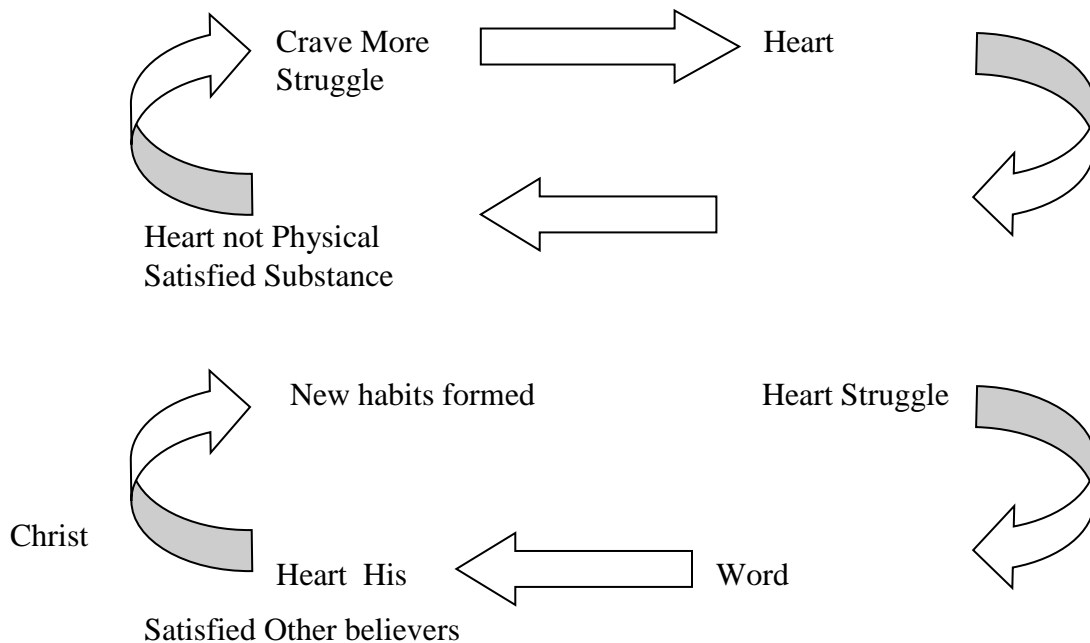 Crave More Heart
Struggle
Heart not Physical
Satisfied Substance
New habits formed Heart Struggle
Christ
Heart His Word
Satisfied Other believers